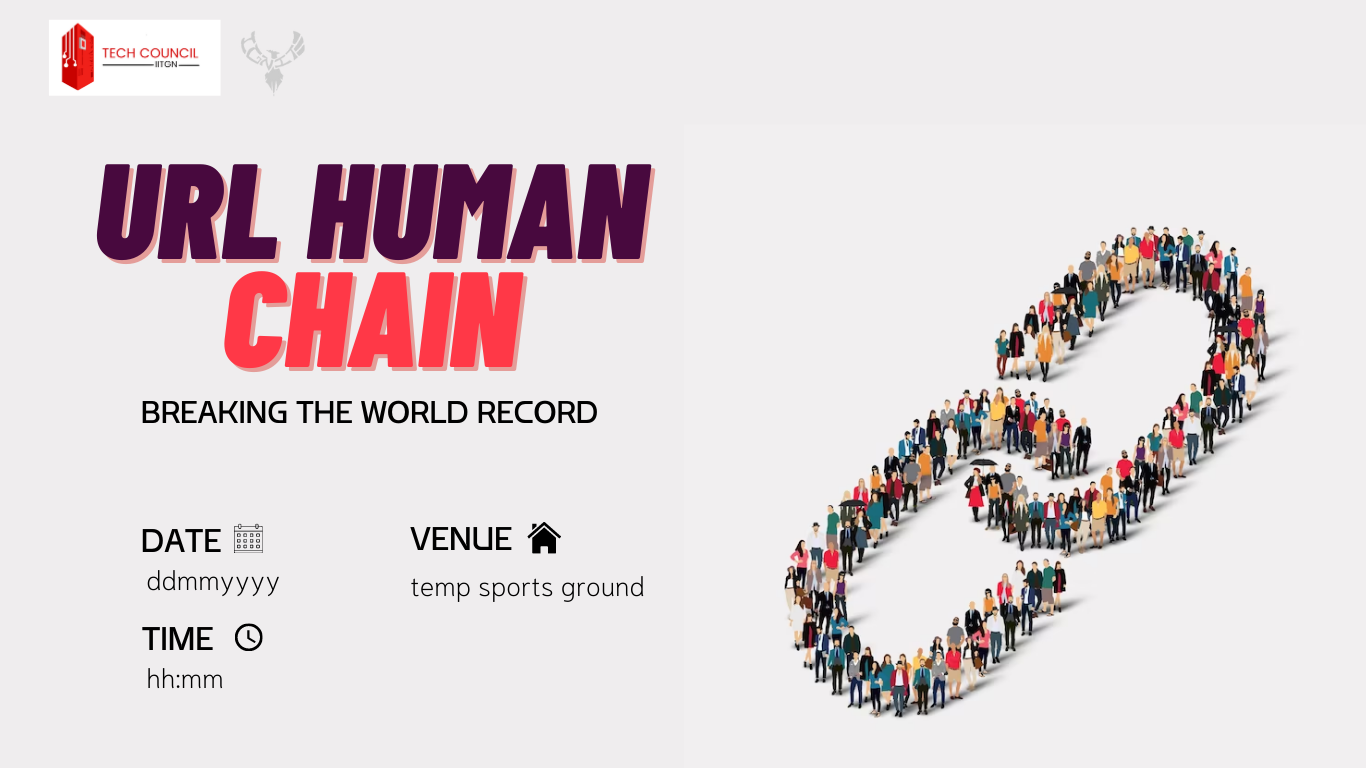 TECH COUNCIL
IITGN
URL HUMAN
CHAIN
BREAKING THE WORLD RECORD
DATE
ddmmyyyy
VENUE
temp sports ground
TIME
hh:mm